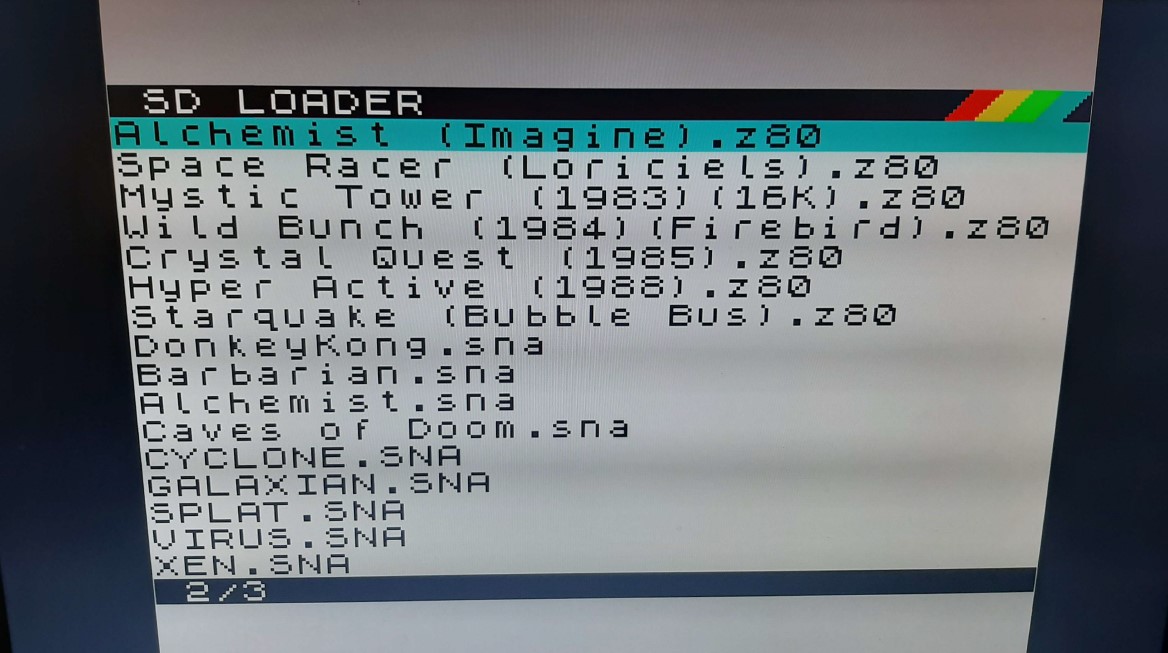 SD LOADER
Alchemist (Imagine).z80
Space Racer (Loriciels).z80
Mystic Tower (1983)(16K).z80
Wild Bunch (1984)(Firebird).z80
Crystal Quest (1985).z80
Hyper Active (1988).z80
Starquake (Bubble Bus).z80
DonkeyKong.sna
Barbarian.sna
Alchemist.sna
Caves of Doom.sna
CYCLONE.SNA
GALAXIAN.SNA
SPLAT.SNA
VIRUS.SNA
XEN.SNA
2/3